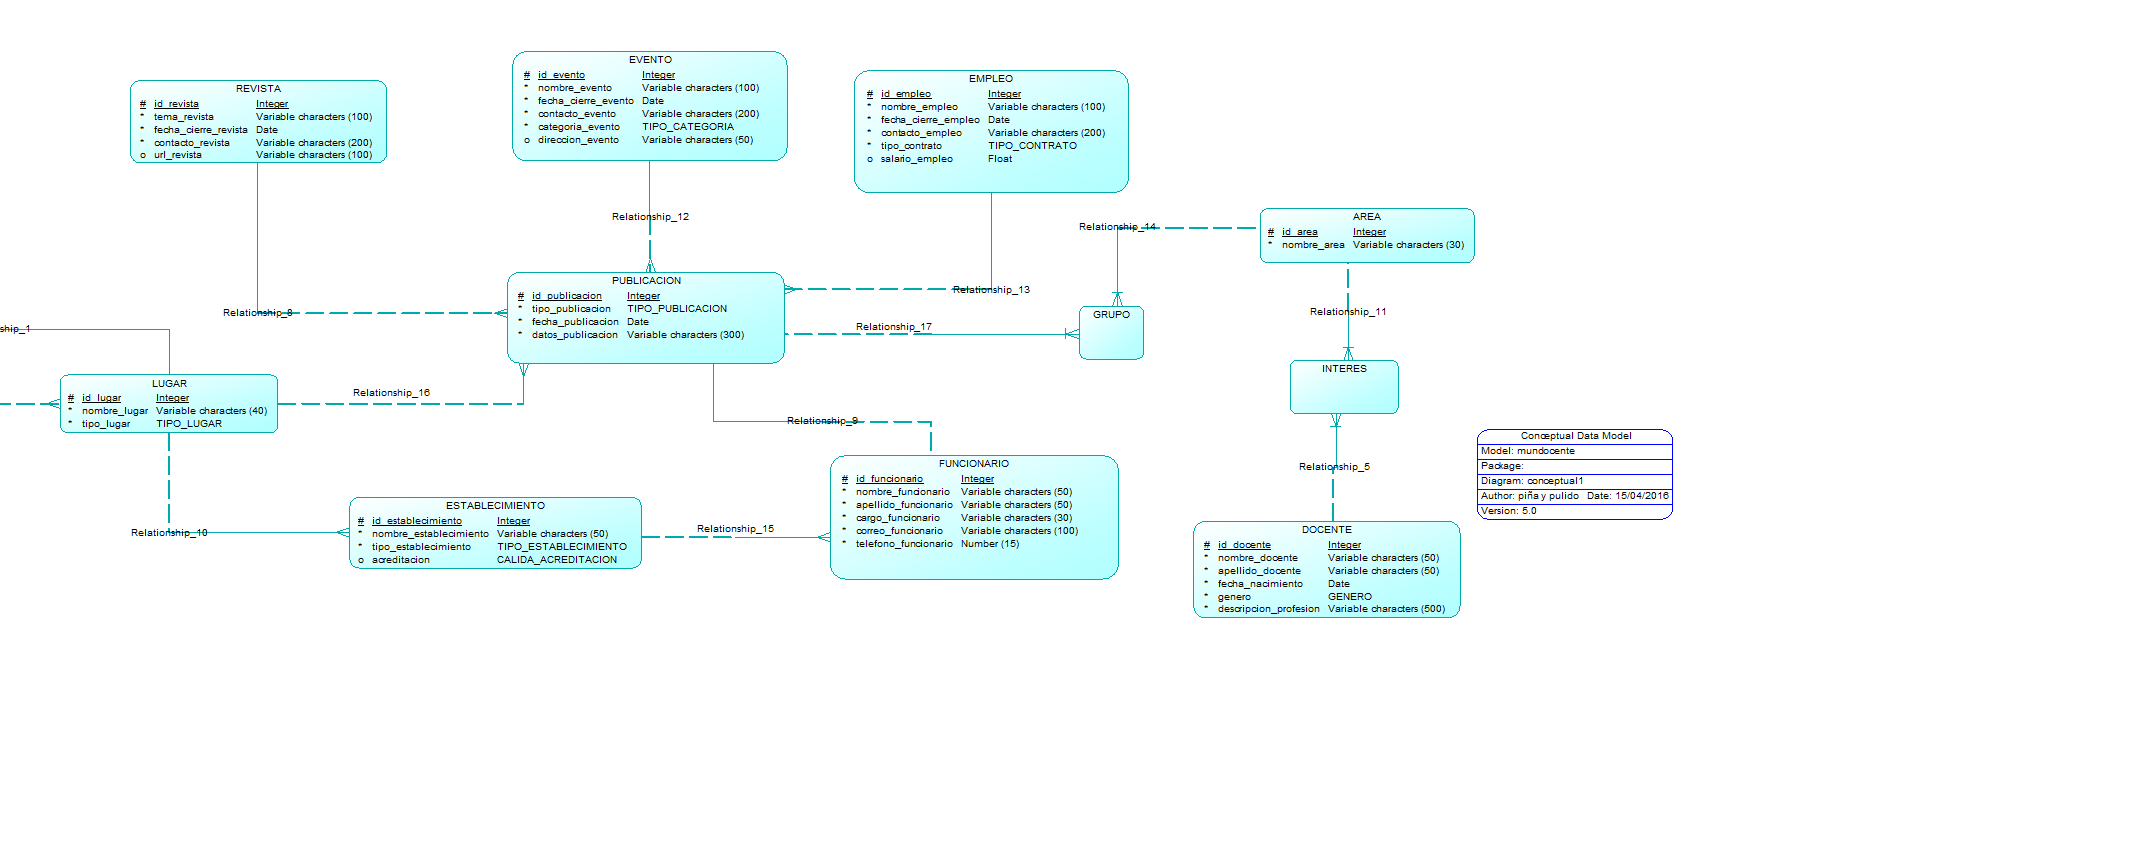 REVISTA
# id_revista Integer
* tema_revista Variable characters (100)
* fecha_cierre_revista Date
* contacto_revista Variable characters (200)
o url_revista Variable characters (100)
EVENTO
# id_evento Integer
* nombre_evento Variable characters (100)
* fecha_cierre_evento Date
* contacto_evento Variable characters (200)
* categoria_evento TIPO_CATEGORIA
o direccion_evento Variable characters (50)
EMPLEO
# id_empleo Integer
* nombre_empleo Variable characters (100)
* fecha_cierre_empleo Date
* contacto_empleo Variable characters (200)
* tipo_contrato TIPO_CONTRATO
o salario_empleo Float
Relationship_12
Relationship_14
AREA
# id_area Integer
* nombre_area Variable characters (30)
PUBLICACION
# id_publicacion Integer
* tipo_publicacion TIPO_PUBLICACION
* fecha_publicacion Date
* datos_publicacion Variable characters (300)
Relationship_13
Relationship_8
Relationship_17
GRUPO
Relationship_11
ship_1
INTERES
LUGAR
# id_lugar Integer
* nombre_lugar Variable characters (40)
* tipo_lugar TIPO_LUGAR
Relationship_16
Relationship_9
Relationship_5
Conceptual Data Model
Model: mundocente
Package:
Diagram: conceptual1
Author: piña y pulido Date: 15/04/2016
Version: 5.0
FUNCIONARIO
# id_funcionario Integer
* nombre_funcionario Variable characters (50)
* apellido_funcionario Variable characters (50)
* cargo_funcionario Variable characters (30)
* correo_funcionario Variable characters (100)
* telefono_funcionario Number (15)
ESTABLECIMIENTO
# id_establecimiento Integer
* nombre_establecimiento Variable characters (50)
* tipo_establecimiento TIPO_ESTABLECIMIENTO
o acreditacion CALIDA_ACREDITACION
Relationship_10
Relationship_15
DOCENTE
# id_docente Integer
* nombre_docente Variable characters (50)
* apellido_docente Variable characters (50)
* fecha_nacimiento Date
* genero GENERO
* descripcion_profesion Variable characters (500)